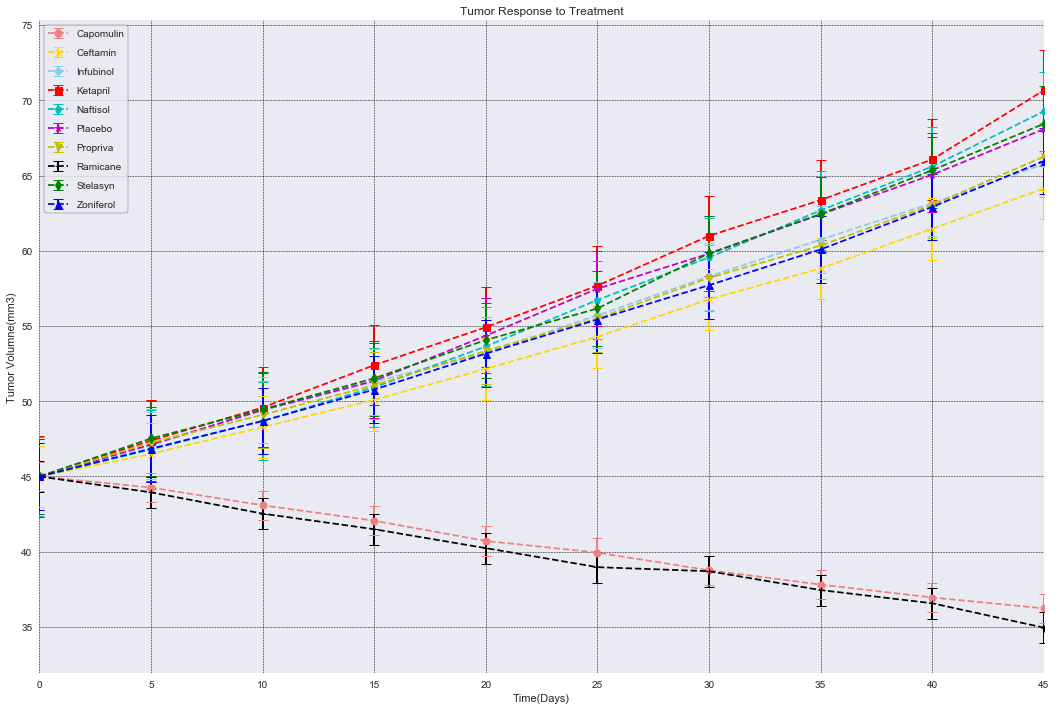 Tumor Response to Treatment
75
70
65
60
55
50
45
40
35
Tumor Volumne(mm3)
Capomulin
Ceftamin
Infubinol
Ketapril
Naftisol
Placebo
Propriva
Ramicane
Stelasyn
Zoniferol
0 5 10 15 20 25 30 35 40 45
Time(Days)